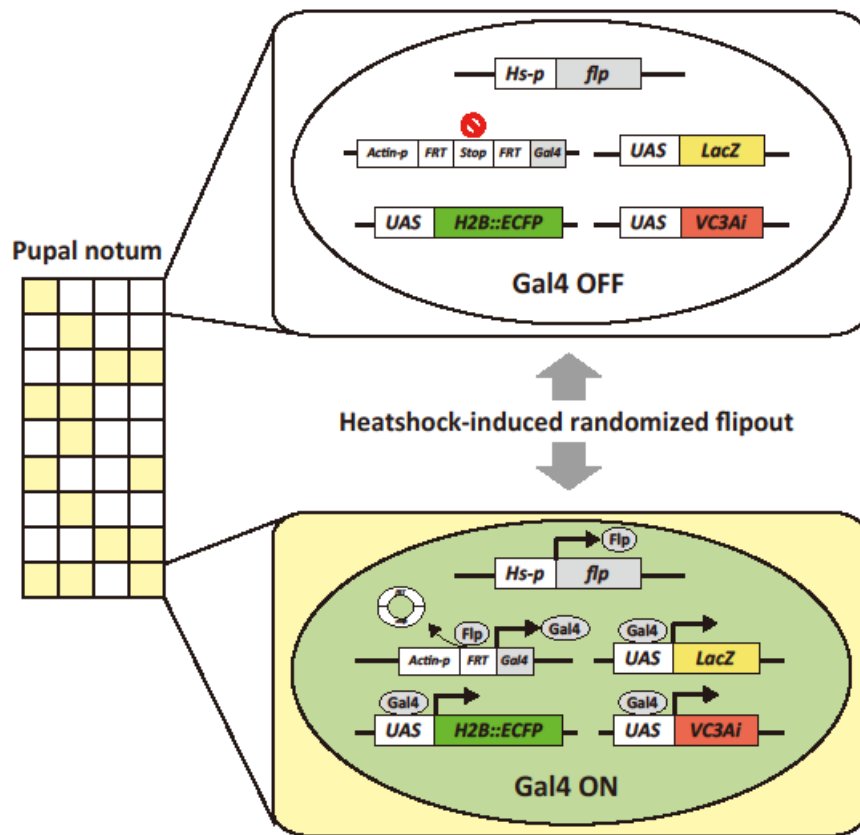 Hs-p flp
Actin-p FRT Stop FRT Gal4 UAS LacZ
UAS H2B::ECFP UAS VC3Ai
Gal4 OFF
Pupal notum
Heatshock-induced randomized flipout
Flp
Hs-p flp
Flp Gal4 Gal4
Actin-p FRT Gal4 UAS LacZ
Gal4 Gal4
UAS H2B::ECFP UAS VC3Ai
Gal4 ON